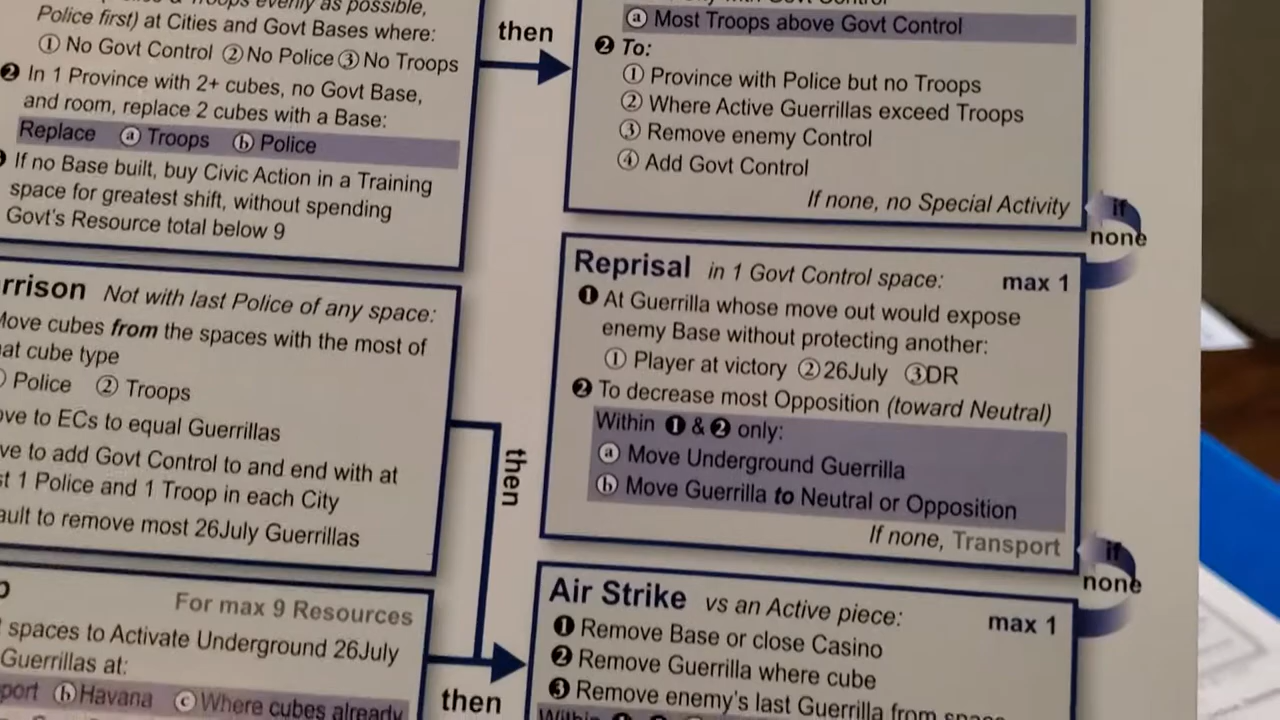 Troops evenly as possible,
Police first) at Cities and Govt Bases where:
① No Govt Control ② No Police ③ No Troops
❷ In 1 Province with 2+ cubes, no Govt Base,
and room, replace 2 cubes with a Base:
Replace ⓐ Troops ⓑ Police
If no Base built, buy Civic Action in a Training
space for greatest shift, without spending
Govt's Resource total below 9
then
ⓐ Most Troops above Govt Control
❷ To:
① Province with Police but no Troops
② Where Active Guerrillas exceed Troops
③ Remove enemy Control
④ Add Govt Control
If none, no Special Activity
if
none
rrison Not with last Police of any space:
Move cubes from the spaces with the most of
at cube type
Police ② Troops
ve to ECs to equal Guerrillas
ve to add Govt Control to and end with at
st 1 Police and 1 Troop in each City
ault to remove most 26July Guerrillas
then
Reprisal in 1 Govt Control space: max 1
❶ At Guerrilla whose move out would expose
enemy Base without protecting another:
① Player at victory ② 26July ③ DR
❷ To decrease most Opposition (toward Neutral)
Within ❶ & ❷ only:
ⓐ Move Underground Guerrilla
ⓑ Move Guerrilla to Neutral or Opposition
If none, Transport
if
none
For max 9 Resources
spaces to Activate Underground 26July
Guerrillas at:
port ⓑ Havana ⓒ Where cubes already
then
Air Strike vs an Active piece: max 1
❶ Remove Base or close Casino
❷ Remove Guerrilla where cube
❸ Remove enemy's last Guerrilla from space